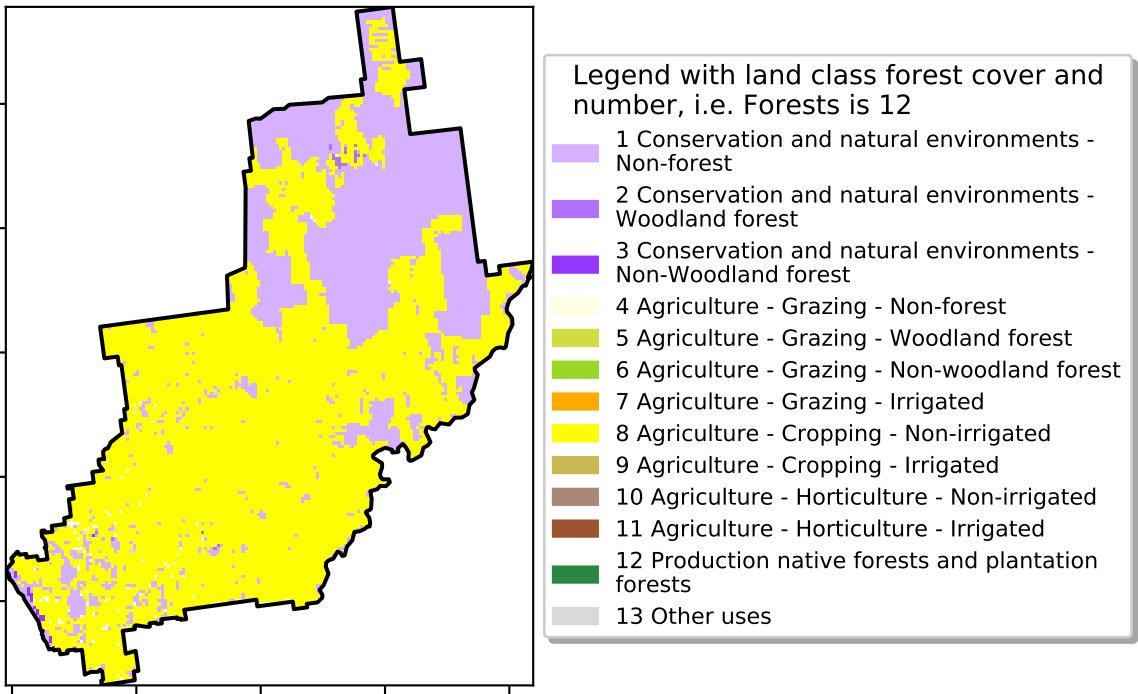 Legend with land class forest cover and
number, i.e. Forests is 12
1 Conservation and natural environments -
Non-forest
2 Conservation and natural environments -
Woodland forest
3 Conservation and natural environments -
Non-Woodland forest
4 Agriculture - Grazing - Non-forest
5 Agriculture - Grazing - Woodland forest
6 Agriculture - Grazing - Non-woodland forest
7 Agriculture - Grazing - Irrigated
8 Agriculture - Cropping - Non-irrigated
9 Agriculture - Cropping - Irrigated
10 Agriculture - Horticulture - Non-irrigated
11 Agriculture - Horticulture - Irrigated
12 Production native forests and plantation
forests
13 Other uses